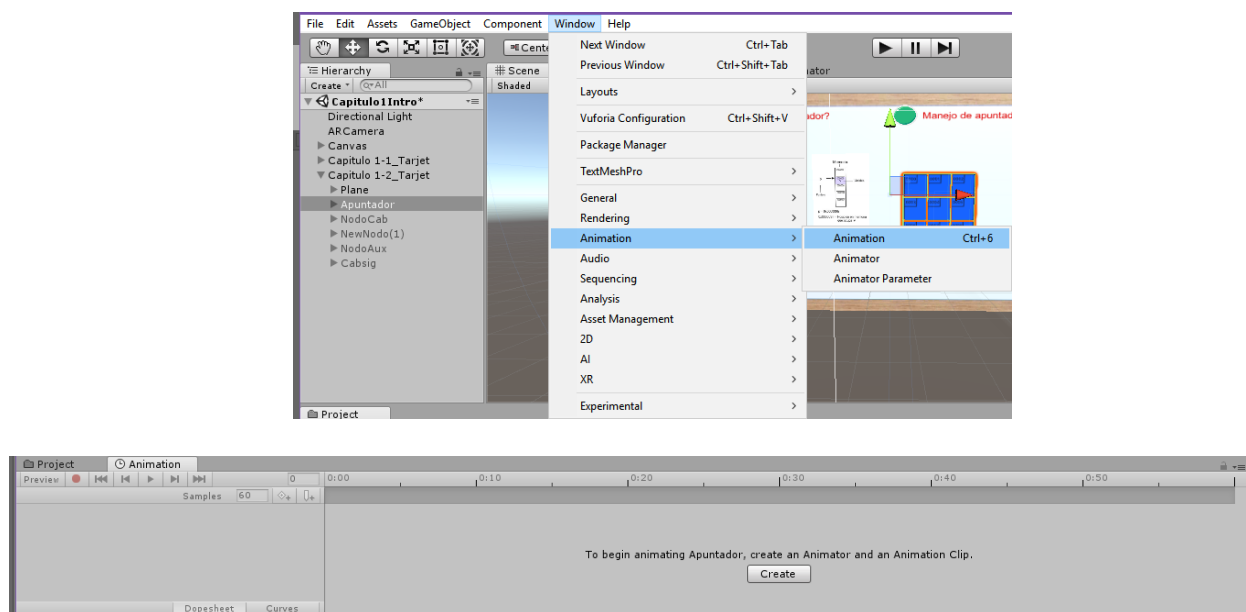 File Edit Assets GameObject Component Window Help
Cente
Hierarchy
Create All
Capitulo1Intro*
Directional Light
ARCamera
Canvas
Capitulo 1-1_Tarjet
Capitulo 1-2_Tarjet
Plane
Apuntador
NodoCab
NewNodo(1)
NodoAux
Cabsig
Project
Scene
Shaded
Next Window Ctrl+Tab
Previous Window Ctrl+Shift+Tab
Layouts
Vuforia Configuration Ctrl+Shift+V
Package Manager
TextMeshPro
General
Rendering
Animation
Audio
Sequencing
Analysis
Asset Management
2D
AI
XR
Experimental
Animation Ctrl+6
Animator
Animator Parameter
ator
ador? Manejo de apuntad
Project Animation
Preview 0 0:00 0:10 0:20 0:30 0:40 0:50
Samples 60
To begin animating Apuntador, create an Animator and an Animation Clip.
Create
Dopesheet Curves